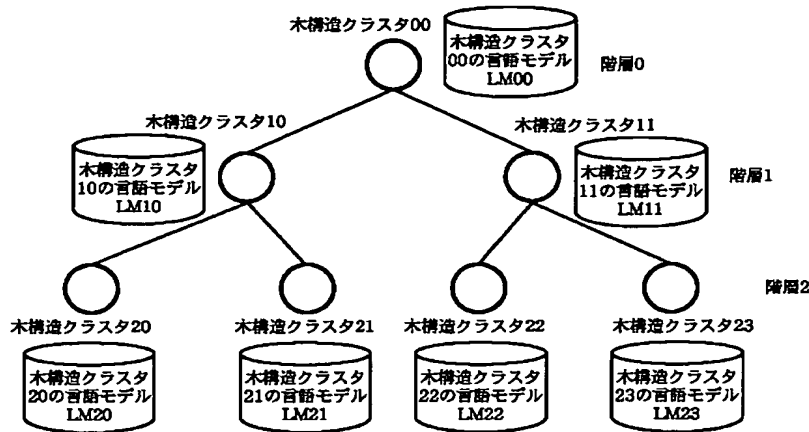 木構造クラスタ00
木構造クラスタ
00の言語モデル
LM00
階層0
木構造クラスタ10
木構造クラスタ
10の言語モデル
LM10
木構造クラスタ11
木構造クラスタ
11の言語モデル
LM11
階層1
階層2
木構造クラスタ20
木構造クラスタ21
木構造クラスタ22
木構造クラスタ23
木構造クラスタ
20の言語モデル
LM20
木構造クラスタ
21の言語モデル
LM21
木構造クラスタ
22の言語モデル
LM22
木構造クラスタ
23の言語モデル
LM23